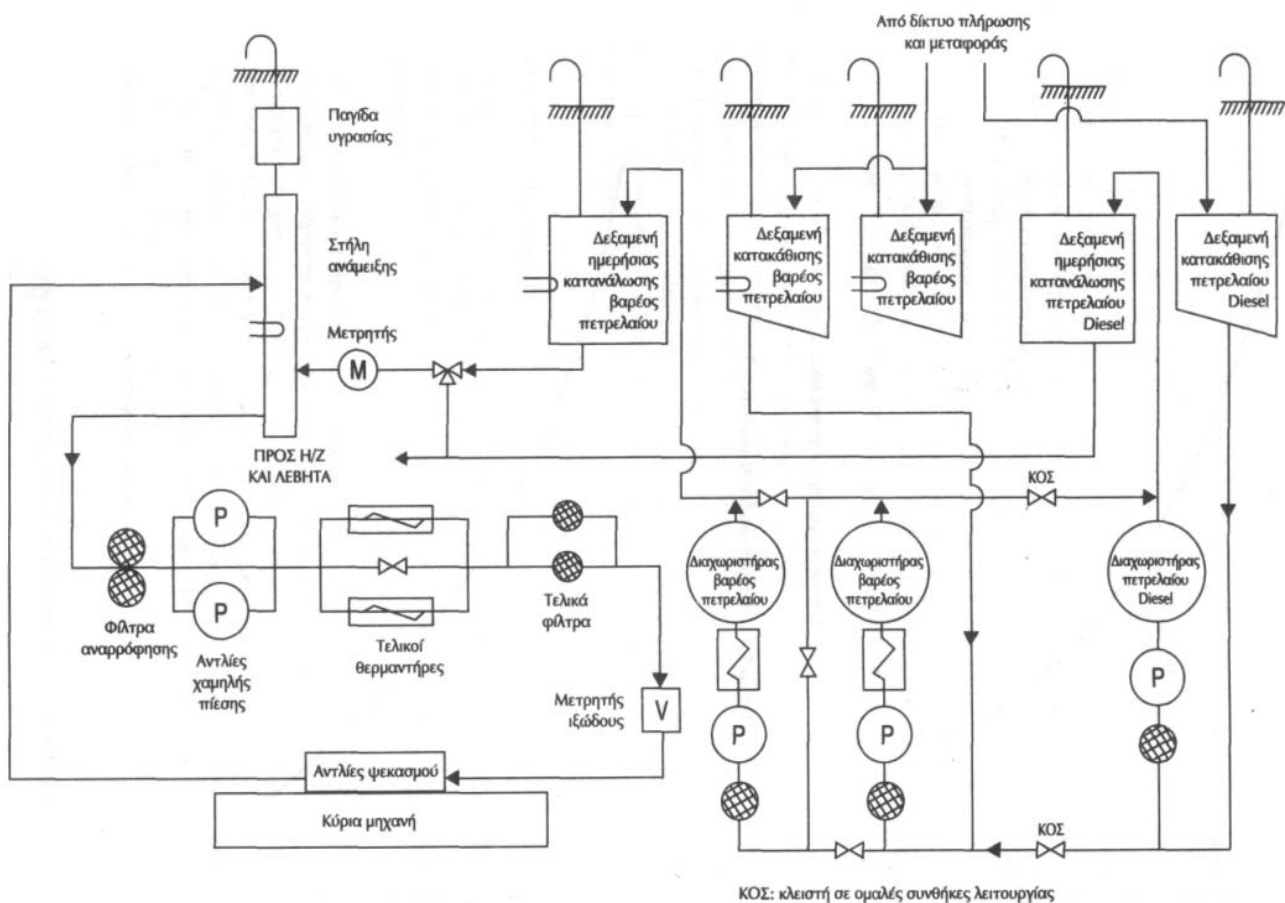 Από δίκτυο πλήρωσης
και μεταφοράς
Παγίδα
υγρασίας
Στήλη
ανάμειξης
Μετρητής
M
Δεξαμενή
ημερήσιας
κατανάλωσης
βαρέος
πετρελαίου
Δεξαμενή
κατακάθισης
βαρέος
πετρελαίου
Δεξαμενή
κατακάθισης
βαρέος
πετρελαίου
Δεξαμενή
ημερήσιας
κατανάλωσης
πετρελαίου
Diesel
Δεξαμενή
κατακάθισης
πετρελαίου
Diesel
ΠΡΟΣ Η/Ζ
ΚΑΙ ΛΕΒΗΤΑ
ΚΟΣ
P
P
Φίλτρα
αναρρόφησης
Αντλίες
χαμηλής
πίεσης
Τελικοί
θερμαντήρες
Τελικά
φίλτρα
Μετρητής
ιξώδους
V
Διαχωριστήρας
βαρέος
πετρελαίου
Διαχωριστήρας
βαρέος
πετρελαίου
Διαχωριστήρας
πετρελαίου
Diesel
P
P
P
Αντλίες ψεκασμού
Κύρια μηχανή
ΚΟΣ
ΚΟΣ: κλειστή σε ομαλές συνθήκες λειτουργίας